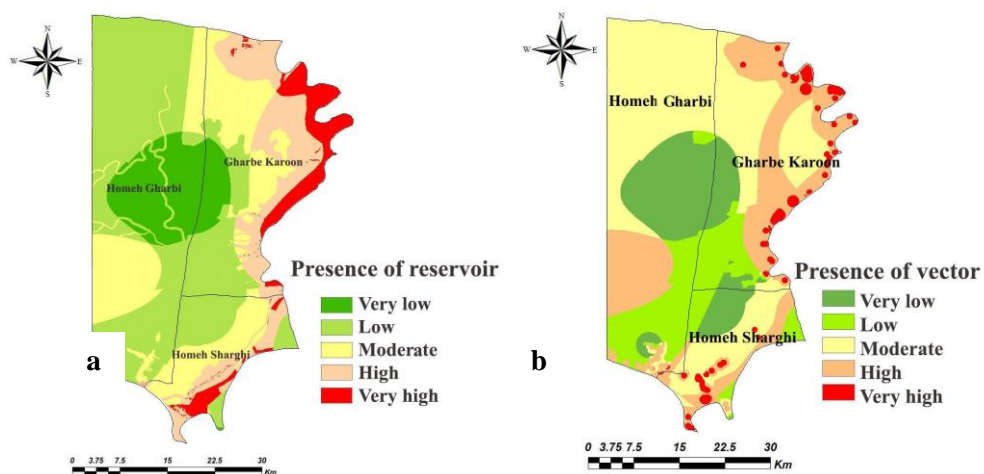 N
W E
S
Homeh Gharbi
Gharbe Karoon
Homeh Sharghi
Presence of reservoir
Very low
Low
Moderate
High
Very high
a
0 3.75 7.5 15 22.5 30
Km
N
W E
S
Homeh Gharbi
Gharbe Karoon
Homeh Sharghi
Presence of vector
Very low
Low
Moderate
High
Very high
b
0 3.75 7.5 15 22.5 30
Km